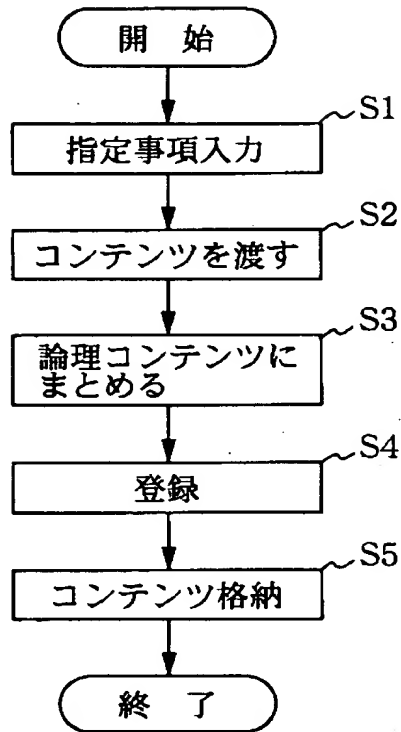 開 始
S1
指定事項入力
S2
コンテンツを渡す
S3
論理コンテンツに
まとめる
S4
登録
S5
コンテンツ格納
終 了